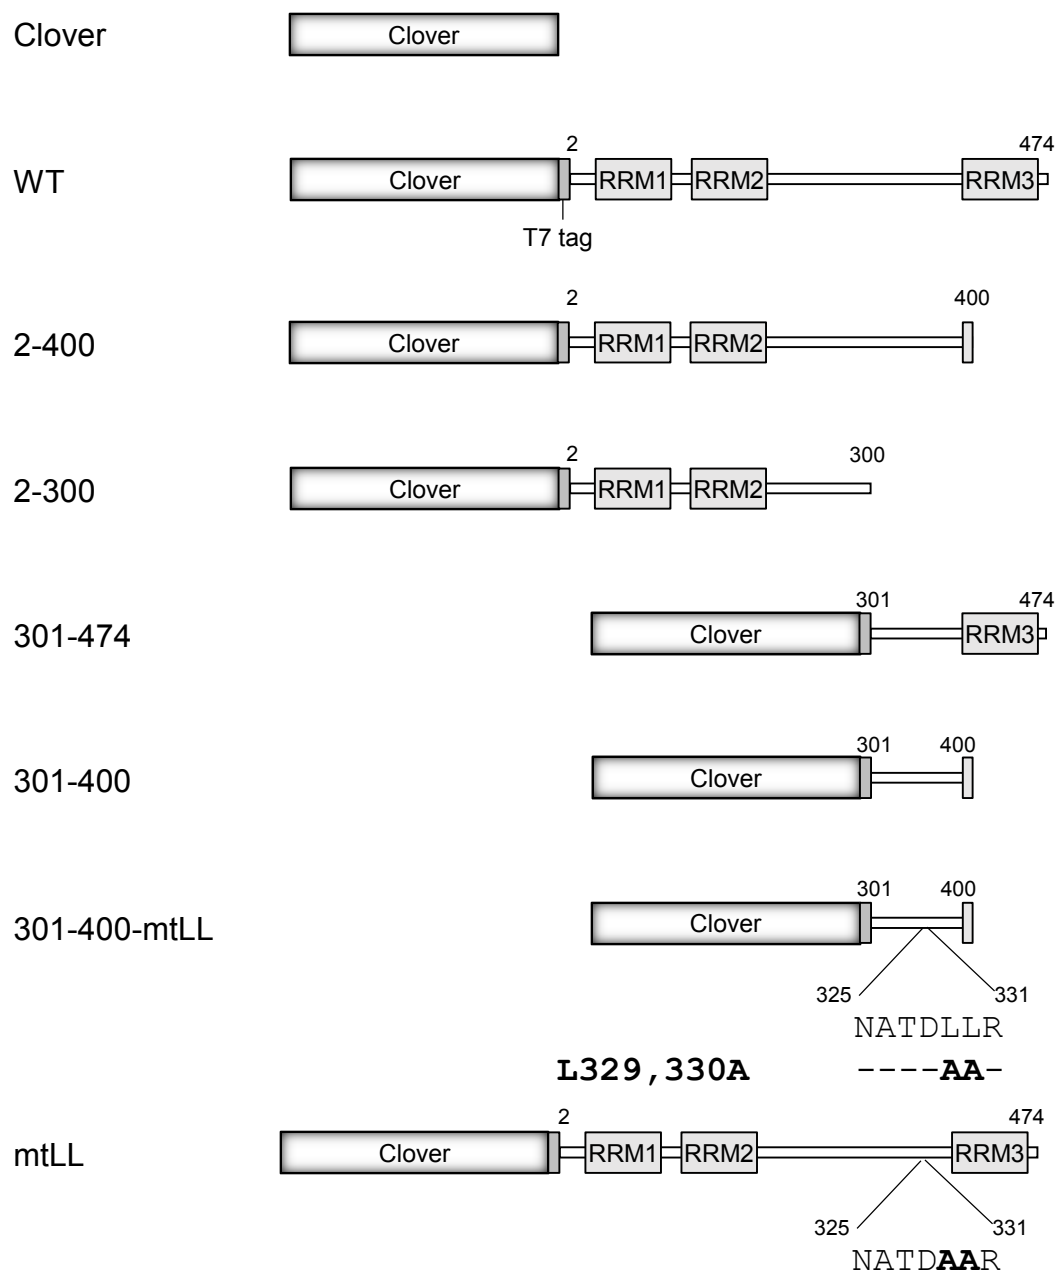 Clover
Clover
2 474
WT
Clover
RRM1
RRM2
RRM3
T7 tag
2 400
2-400
Clover
RRM1
RRM2
2 300
2-300
Clover
RRM1
RRM2
301 474
301-474
Clover
RRM3
301 400
301-400
Clover
301 400
301-400-mtLL
Clover
325 331
NATDLLR
L329,330A ----AA-
2 474
mtLL
Clover
RRM1
RRM2
RRM3
325 331
NATDAAR